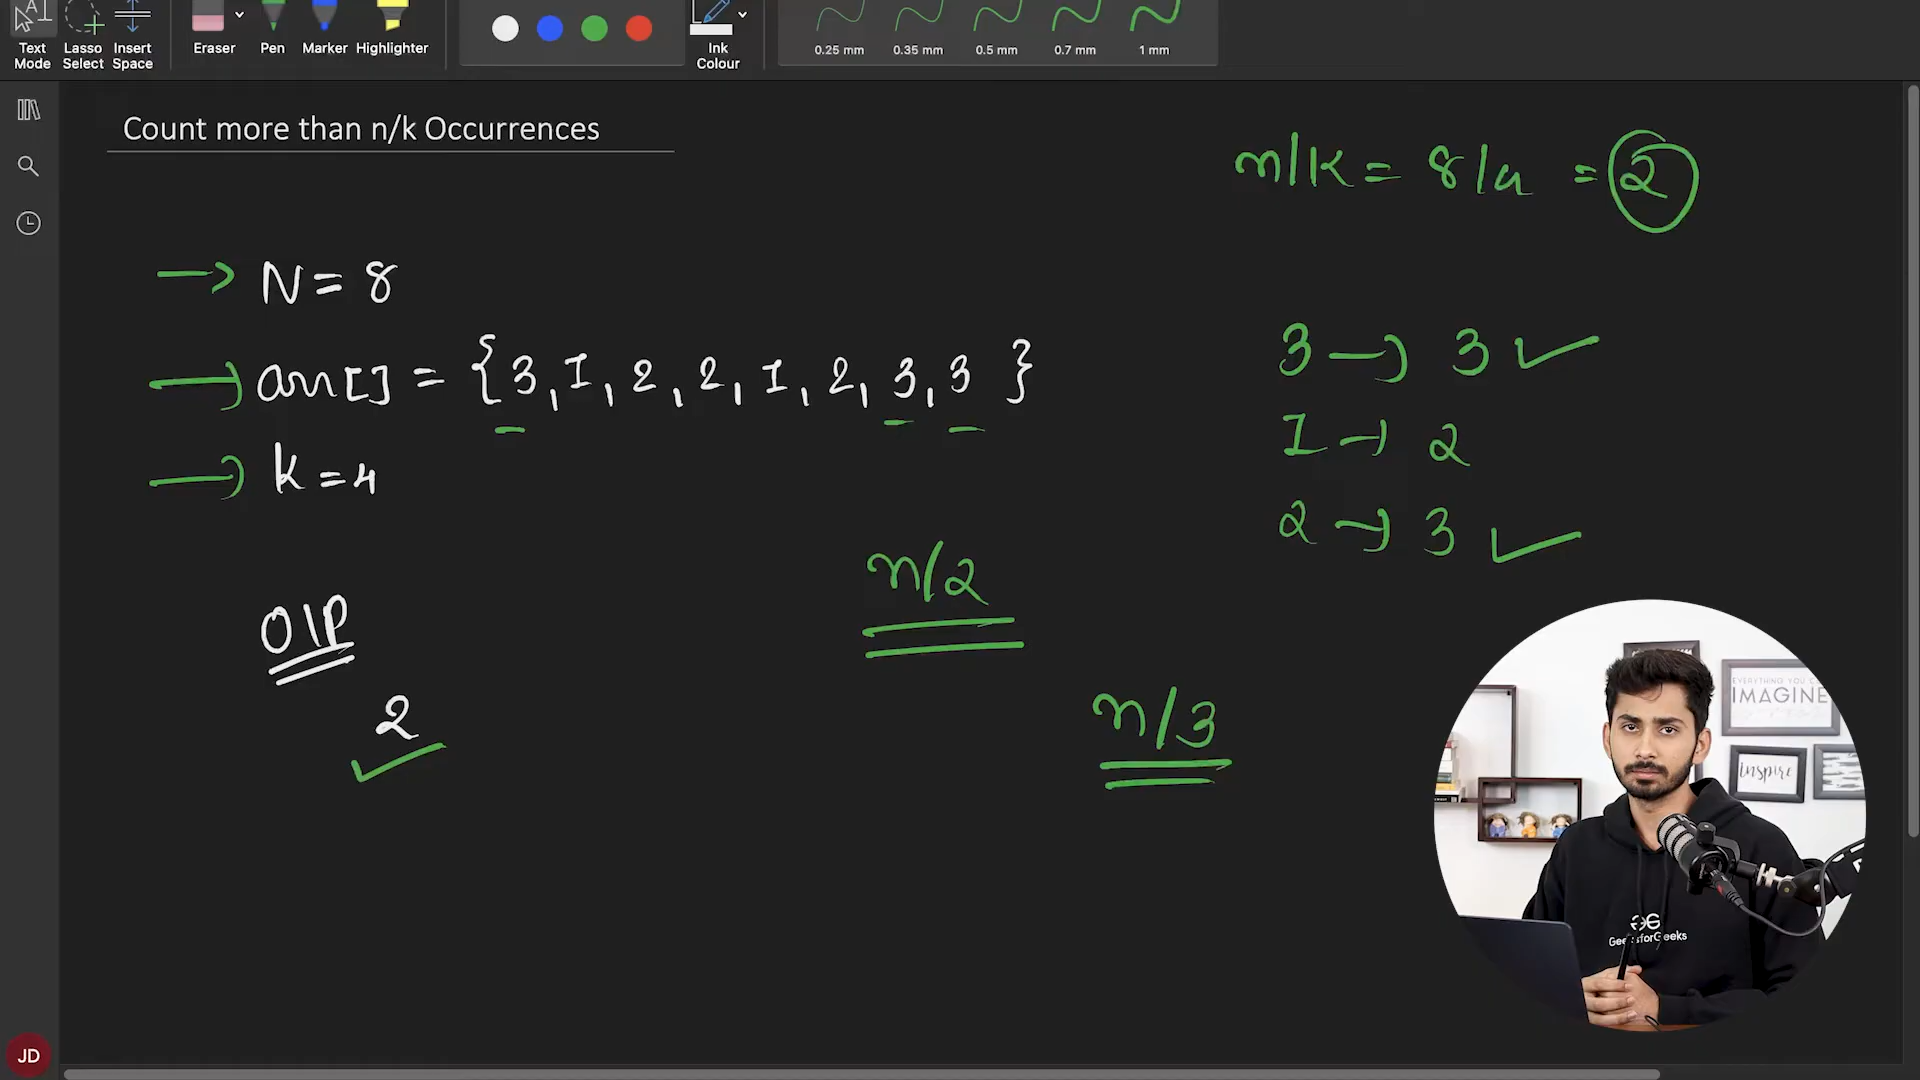 Text Mode
Lasso Select
Insert Space
Eraser
Pen
Marker
Highlighter
Ink Colour
0.25 mm
0.35 mm
0.5 mm
0.7 mm
1 mm
Count more than n/k Occurrences
n/k = 8/4 = 2
N = 8
arr[] = {3, 1, 2, 2, 1, 2, 3, 3}
k = 4
3 → 3 ✓
1 → 2
2 → 3 ✓
n/2
O/P
2
n/3
IMAGINE
inspire
GeeksforGeeks
JD